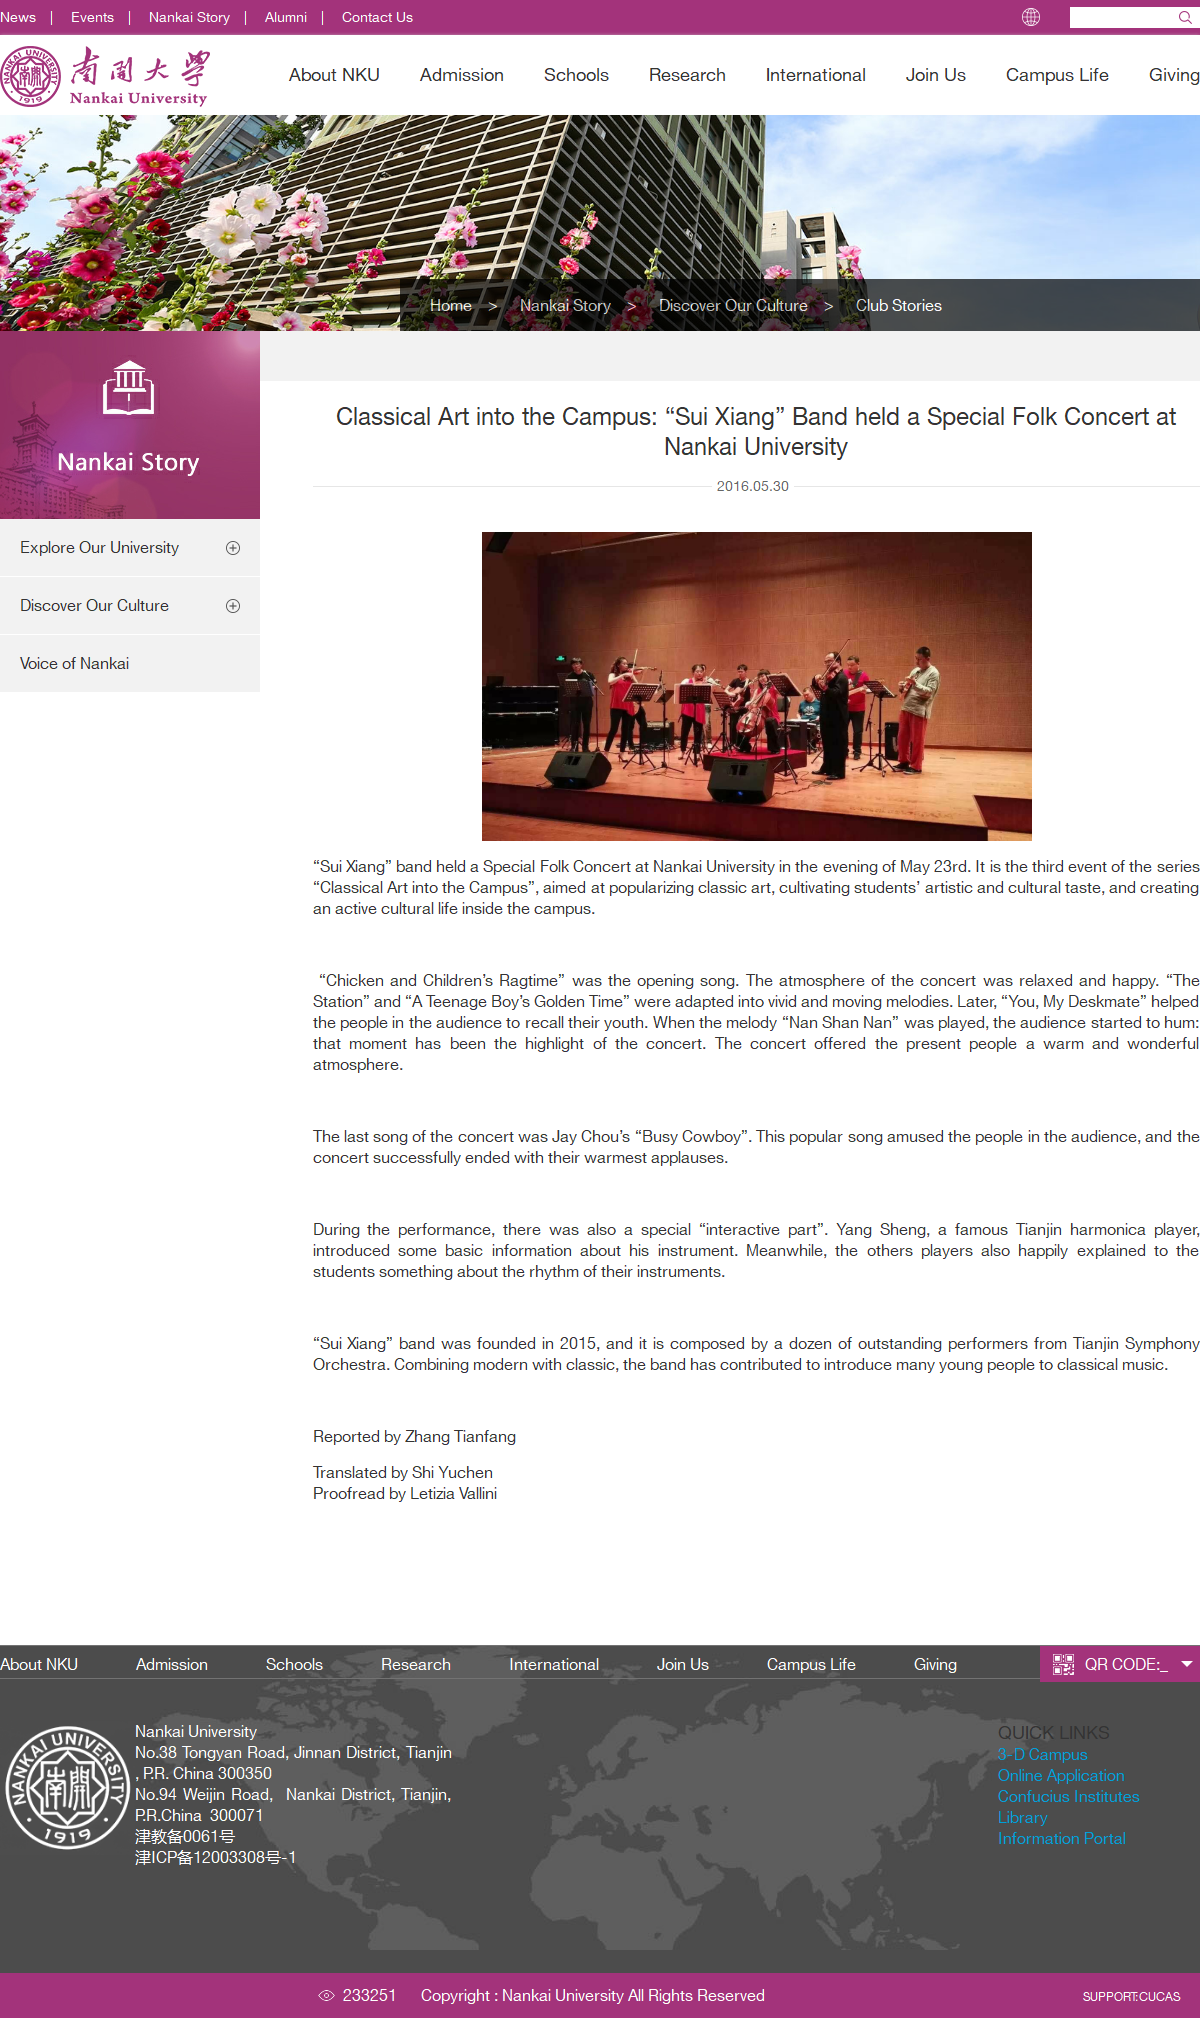 News | Events | Nankai Story | Alumni | Contact Us
NANKAI UNIVERSITY 1919
南開大學
Nankai University
About NKU Admission Schools Research International Join Us Campus Life Giving
Home > Nankai Story > Discover Our Culture > Club Stories
Nankai Story
Explore Our University
Discover Our Culture
Voice of Nankai
Classical Art into the Campus: “Sui Xiang” Band held a Special Folk Concert at
Nankai University
2016.05.30
“Sui Xiang” band held a Special Folk Concert at Nankai University in the evening of May 23rd. It is the third event of the series
“Classical Art into the Campus”, aimed at popularizing classic art, cultivating students’ artistic and cultural taste, and creating
an active cultural life inside the campus.
“Chicken and Children’s Ragtime” was the opening song. The atmosphere of the concert was relaxed and happy. “The
Station” and “A Teenage Boy’s Golden Time” were adapted into vivid and moving melodies. Later, “You, My Deskmate” helped
the people in the audience to recall their youth. When the melody “Nan Shan Nan” was played, the audience started to hum:
that moment has been the highlight of the concert. The concert offered the present people a warm and wonderful
atmosphere.
The last song of the concert was Jay Chou’s “Busy Cowboy”. This popular song amused the people in the audience, and the
concert successfully ended with their warmest applauses.
During the performance, there was also a special “interactive part”. Yang Sheng, a famous Tianjin harmonica player,
introduced some basic information about his instrument. Meanwhile, the others players also happily explained to the
students something about the rhythm of their instruments.
“Sui Xiang” band was founded in 2015, and it is composed by a dozen of outstanding performers from Tianjin Symphony
Orchestra. Combining modern with classic, the band has contributed to introduce many young people to classical music.
Reported by Zhang Tianfang
Translated by Shi Yuchen
Proofread by Letizia Vallini
About NKU Admission Schools Research International Join Us Campus Life Giving QR CODE:_
NANKAI UNIVERSITY 南開 1919
Nankai University
No.38 Tongyan Road, Jinnan District, Tianjin
, P.R. China 300350
No.94 Weijin Road, Nankai District, Tianjin,
P.R.China 300071
津教备0061号
津ICP备12003308号-1
QUICK LINKS
3-D Campus
Online Application
Confucius Institutes
Library
Information Portal
233251 Copyright : Nankai University All Rights Reserved SUPPORT:CUCAS